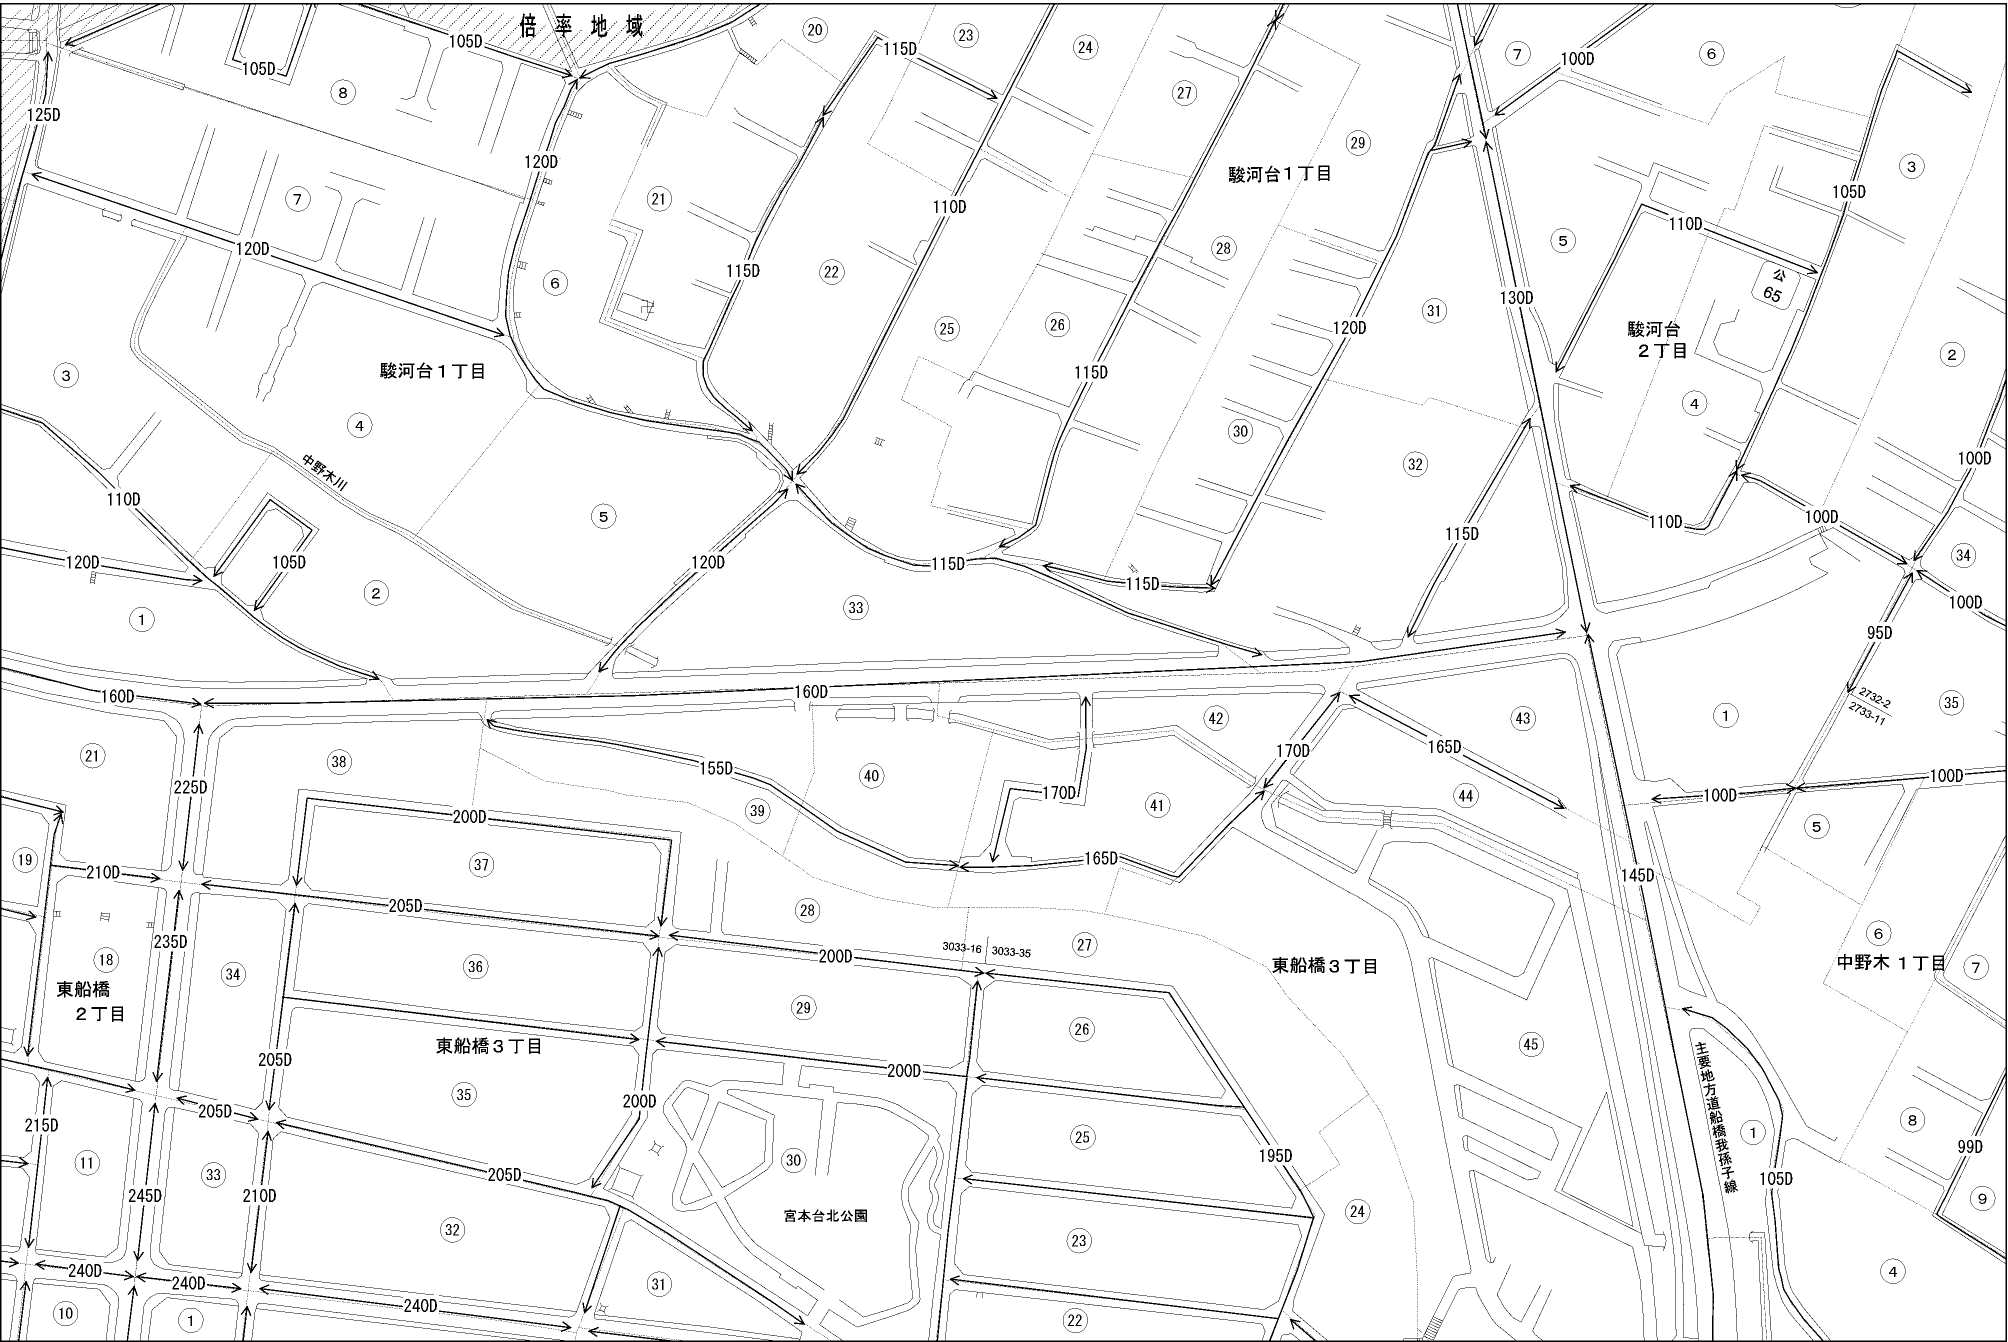 倍率地域
105D
105D
125D
8
20
115D
23
24
27
29
7
100D
6
3
120D
7
120D
21
115D
22
110D
駿河台1丁目
28
5
110D
105D
公
65
6
25
26
115D
120D
31
130D
駿河台
2丁目
2
3
駿河台1丁目
4
中野木川
110D
5
30
32
4
100D
120D
105D
2
1
120D
115D
33
115D
115D
110D
100D
34
100D
95D
2732-2
2733-11
35
160D
160D
21
225D
38
155D
39
40
170D
41
42
170D
165D
43
44
1
100D
100D
5
19
210D
200D
37
205D
165D
145D
18
235D
34
36
28
200D
3033-16
3033-35
27
東船橋3丁目
6
中野木1丁目
7
東船橋
2丁目
205D
東船橋3丁目
29
200D
26
45
主要地方道船橋我孫子線
215D
205D
35
200D
25
1
8
11
33
245D
210D
205D
30
宮本台北公園
195D
24
105D
99D
9
32
23
240D
240D
240D
31
4
10
1
22